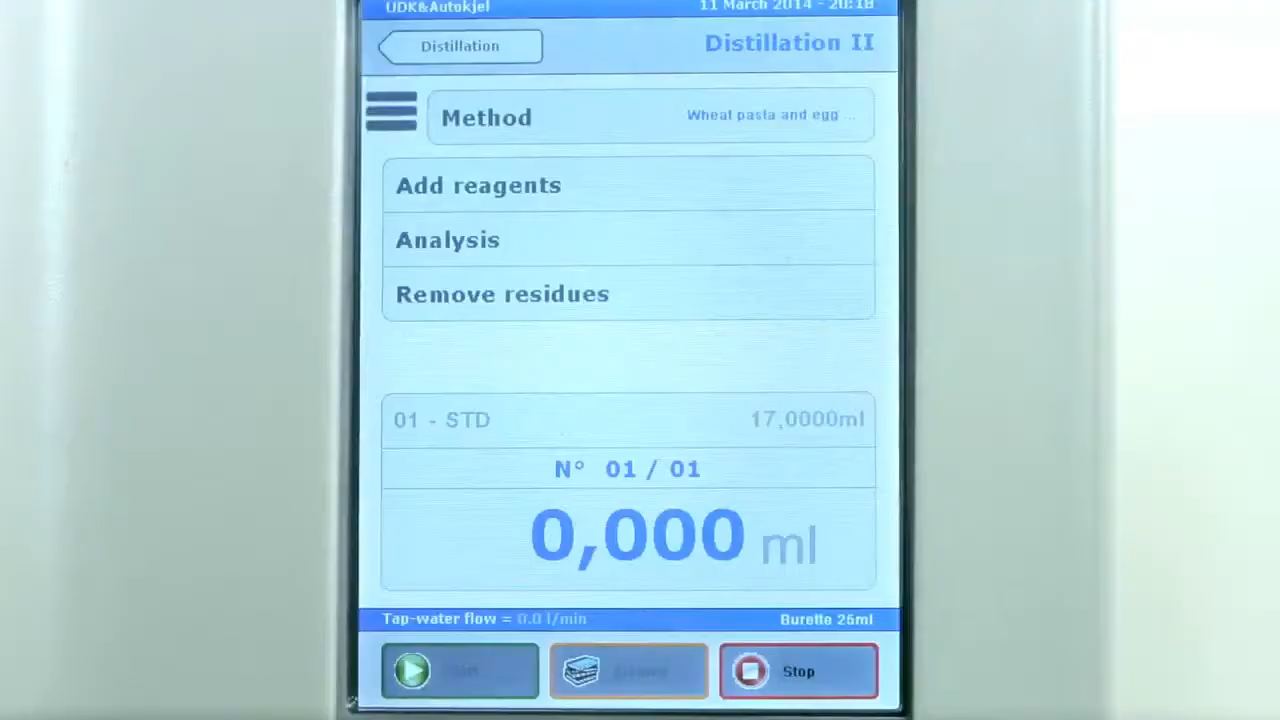 UDK&Autokjel 11 March 2014 - 20:18
Distillation
Distillation II
Method Wheat pasta and egg ...
Add reagents
Analysis
Remove residues
01 - STD 17,0000ml
N° 01 / 01
0,000 ml
Tap-water flow = 0.0 l/min Burette 25ml
Stop